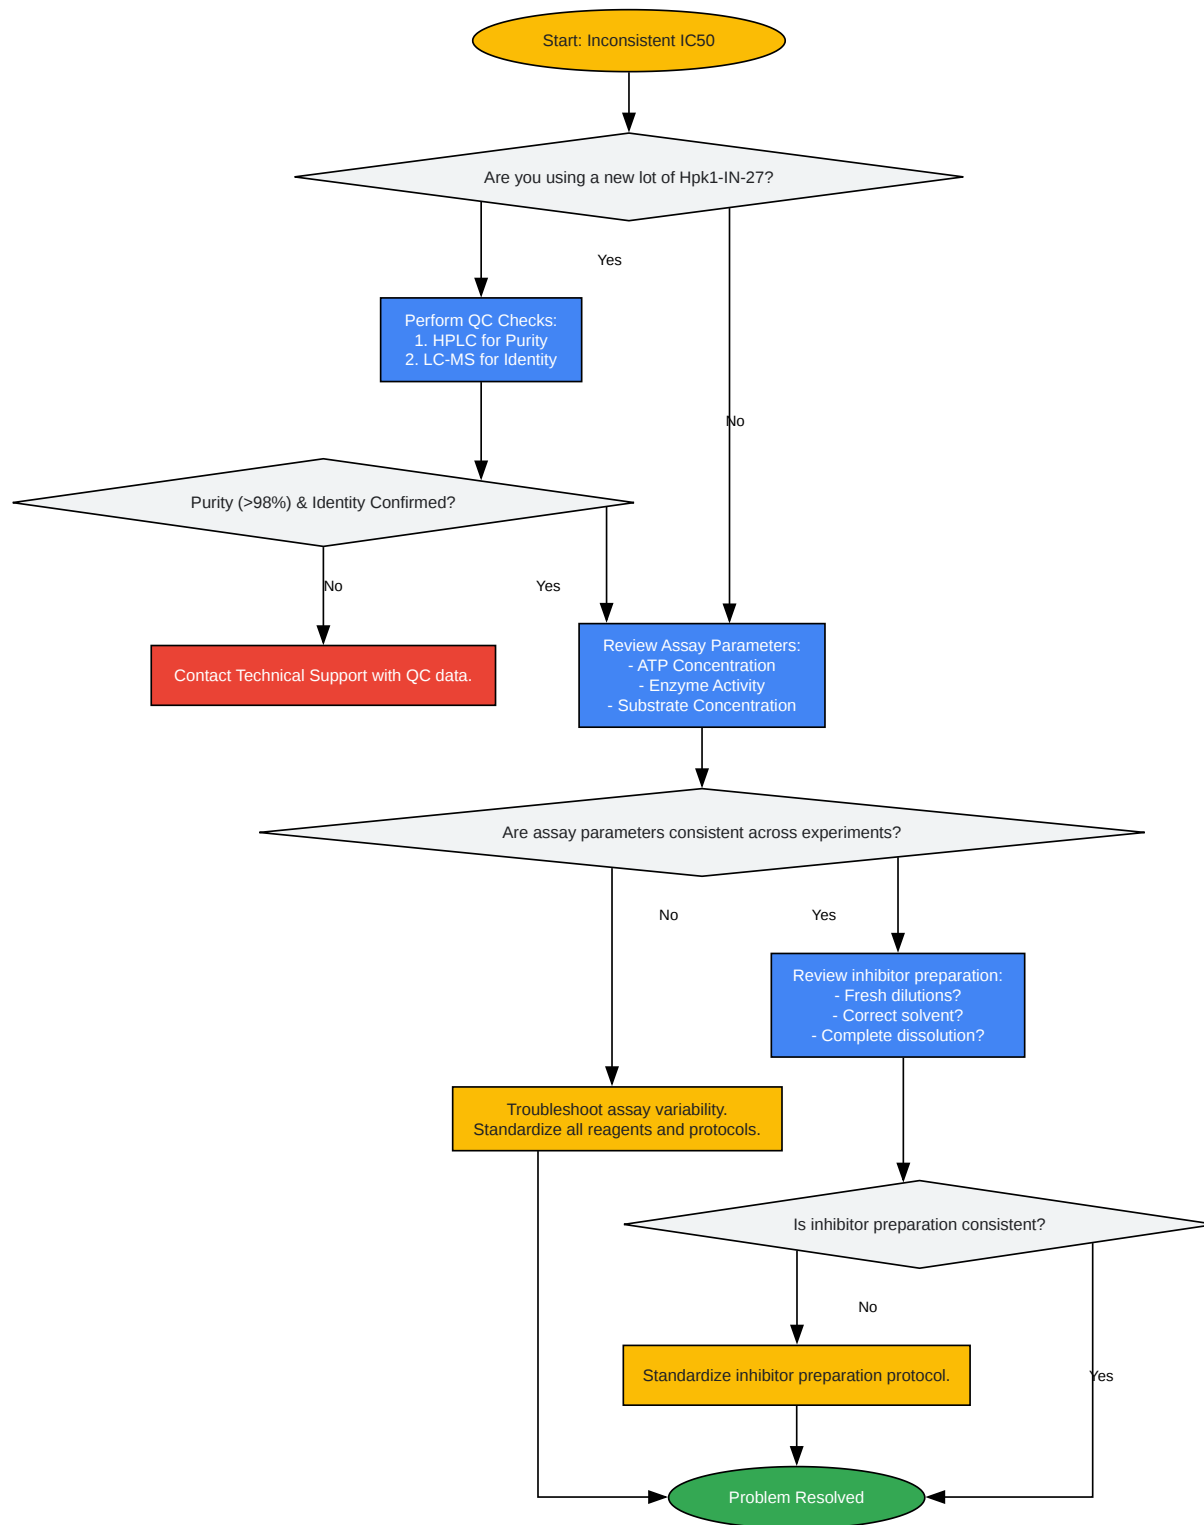 Start: Inconsistent IC50
Are you using a new lot of Hpk1-IN-27?
Yes
Perform QC Checks:
1. HPLC for Purity
2. LC-MS for Identity
No
Purity (>98%) & Identity Confirmed?
No
Yes
Contact Technical Support with QC data.
Review Assay Parameters:
- ATP Concentration
- Enzyme Activity
- Substrate Concentration
Are assay parameters consistent across experiments?
No
Yes
Review inhibitor preparation:
- Fresh dilutions?
- Correct solvent?
- Complete dissolution?
Troubleshoot assay variability.
Standardize all reagents and protocols.
Is inhibitor preparation consistent?
No
Standardize inhibitor preparation protocol.
Yes
Problem Resolved